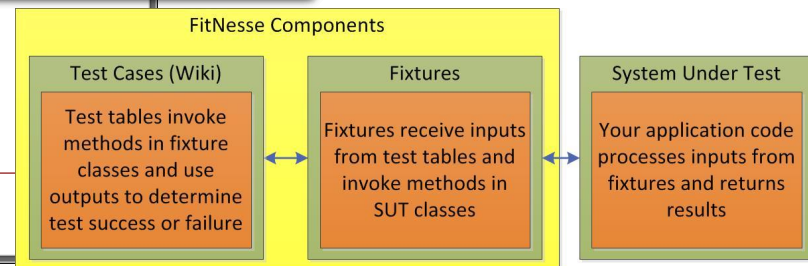 FitNesse Components
Test Cases (Wiki)
Test tables invoke
methods in fixture
classes and use
outputs to determine
test success or failure
Fixtures
Fixtures receive inputs
from test tables and
invoke methods in
SUT classes
System Under Test
Your application code
processes inputs from
fixtures and returns
results